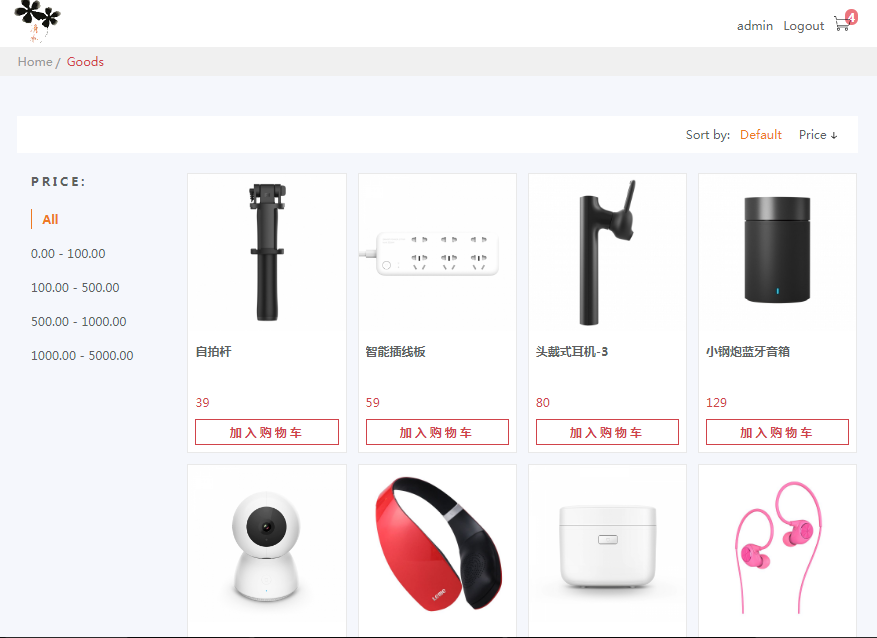 admin Logout 4
Home / Goods
Sort by: Default Price ↓
PRICE:
All
0.00 - 100.00
100.00 - 500.00
500.00 - 1000.00
1000.00 - 5000.00
自拍杆
39
加入购物车
智能插线板
59
加入购物车
头戴式耳机-3
80
加入购物车
小钢炮蓝牙音箱
129
加入购物车